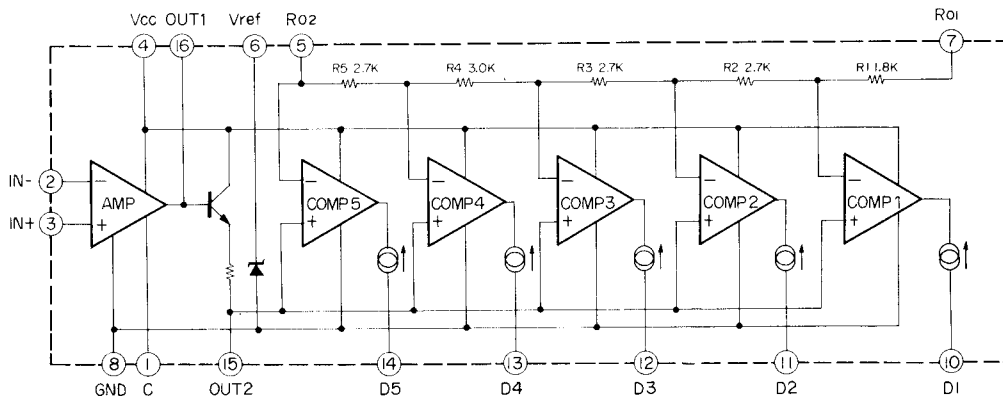 Vcc OUT1 Vref RO2 RO1
4 16 6 5 7
R5 2.7K R4 3.0K R3 2.7K R2 2.7K R1 1.8K
IN- 2
IN+ 3
− − − − − −
AMP COMP5 COMP4 COMP3 COMP2 COMP1
+ + + + + +
8 1 15 14 13 12 11 10
GND C OUT2 D5 D4 D3 D2 D1